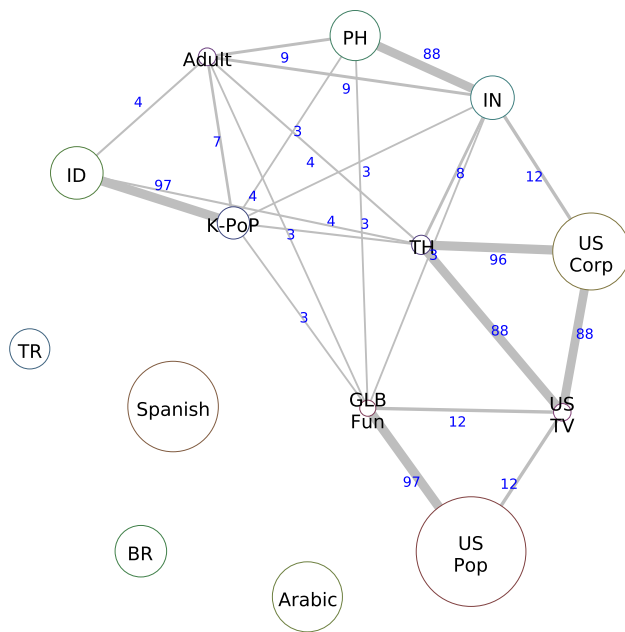 PH
88
Adult
9
9
IN
4
7
3
4
3
8
12
ID
97
4
4
3
3
K-PoP
TH
3
96
US
Corp
3
88
88
TR
Spanish
GLB
Fun
12
US
TV
97
12
US
Pop
BR
Arabic